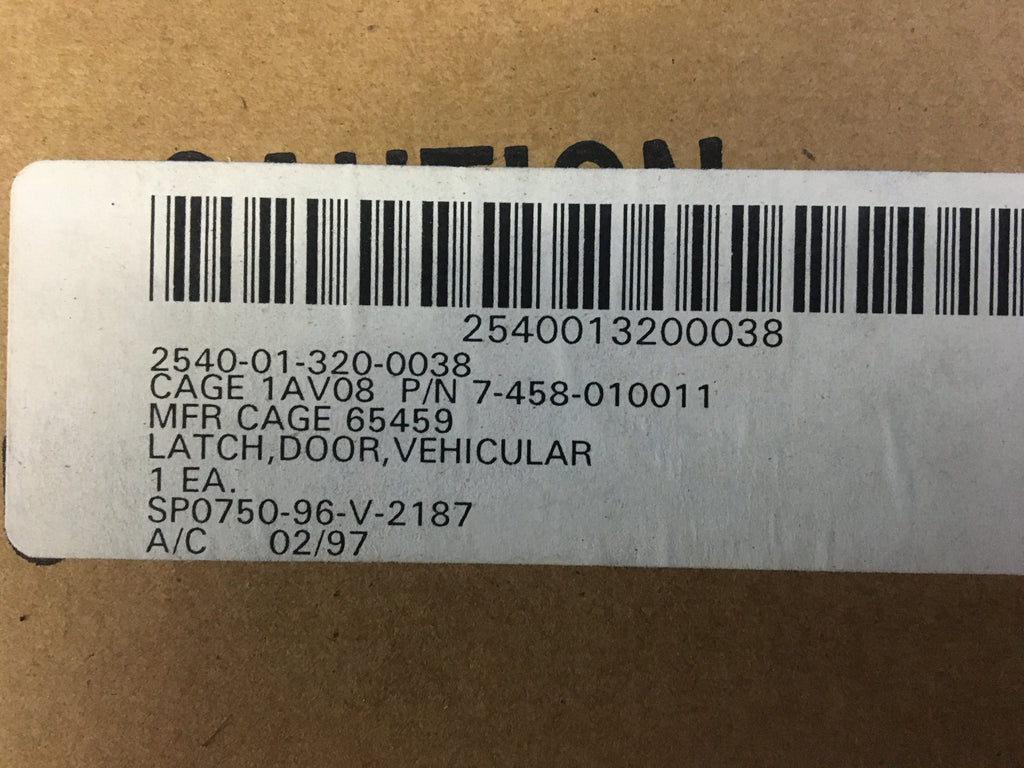 CAUTION
2540013200038
2540-01-320-0038
CAGE 1AV08 P/N 7-458-010011
MFR CAGE 65459
LATCH,DOOR,VEHICULAR
1 EA.
SP0750-96-V-2187
A/C 02/97